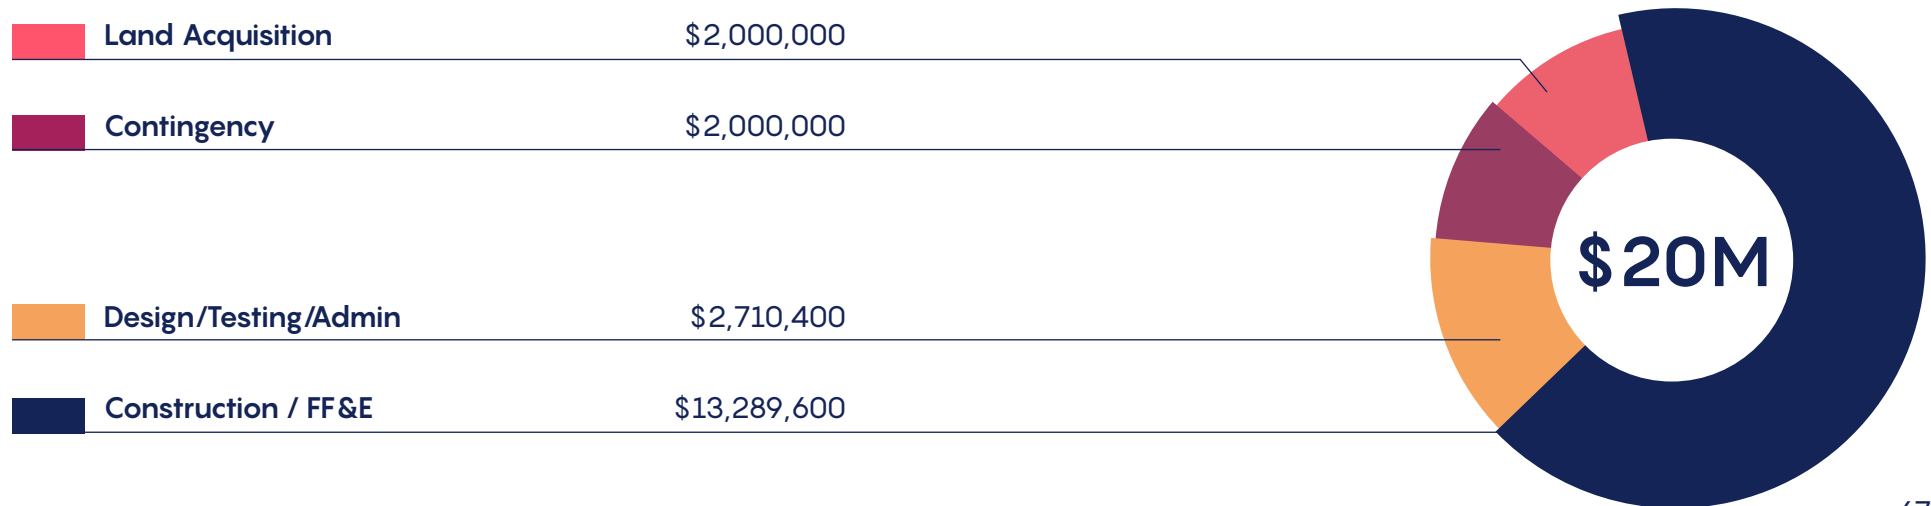 Land Acquisition $2,000,000
Contingency $2,000,000
$20M
Design/Testing/Admin $2,710,400
Construction / FF&E $13,289,600